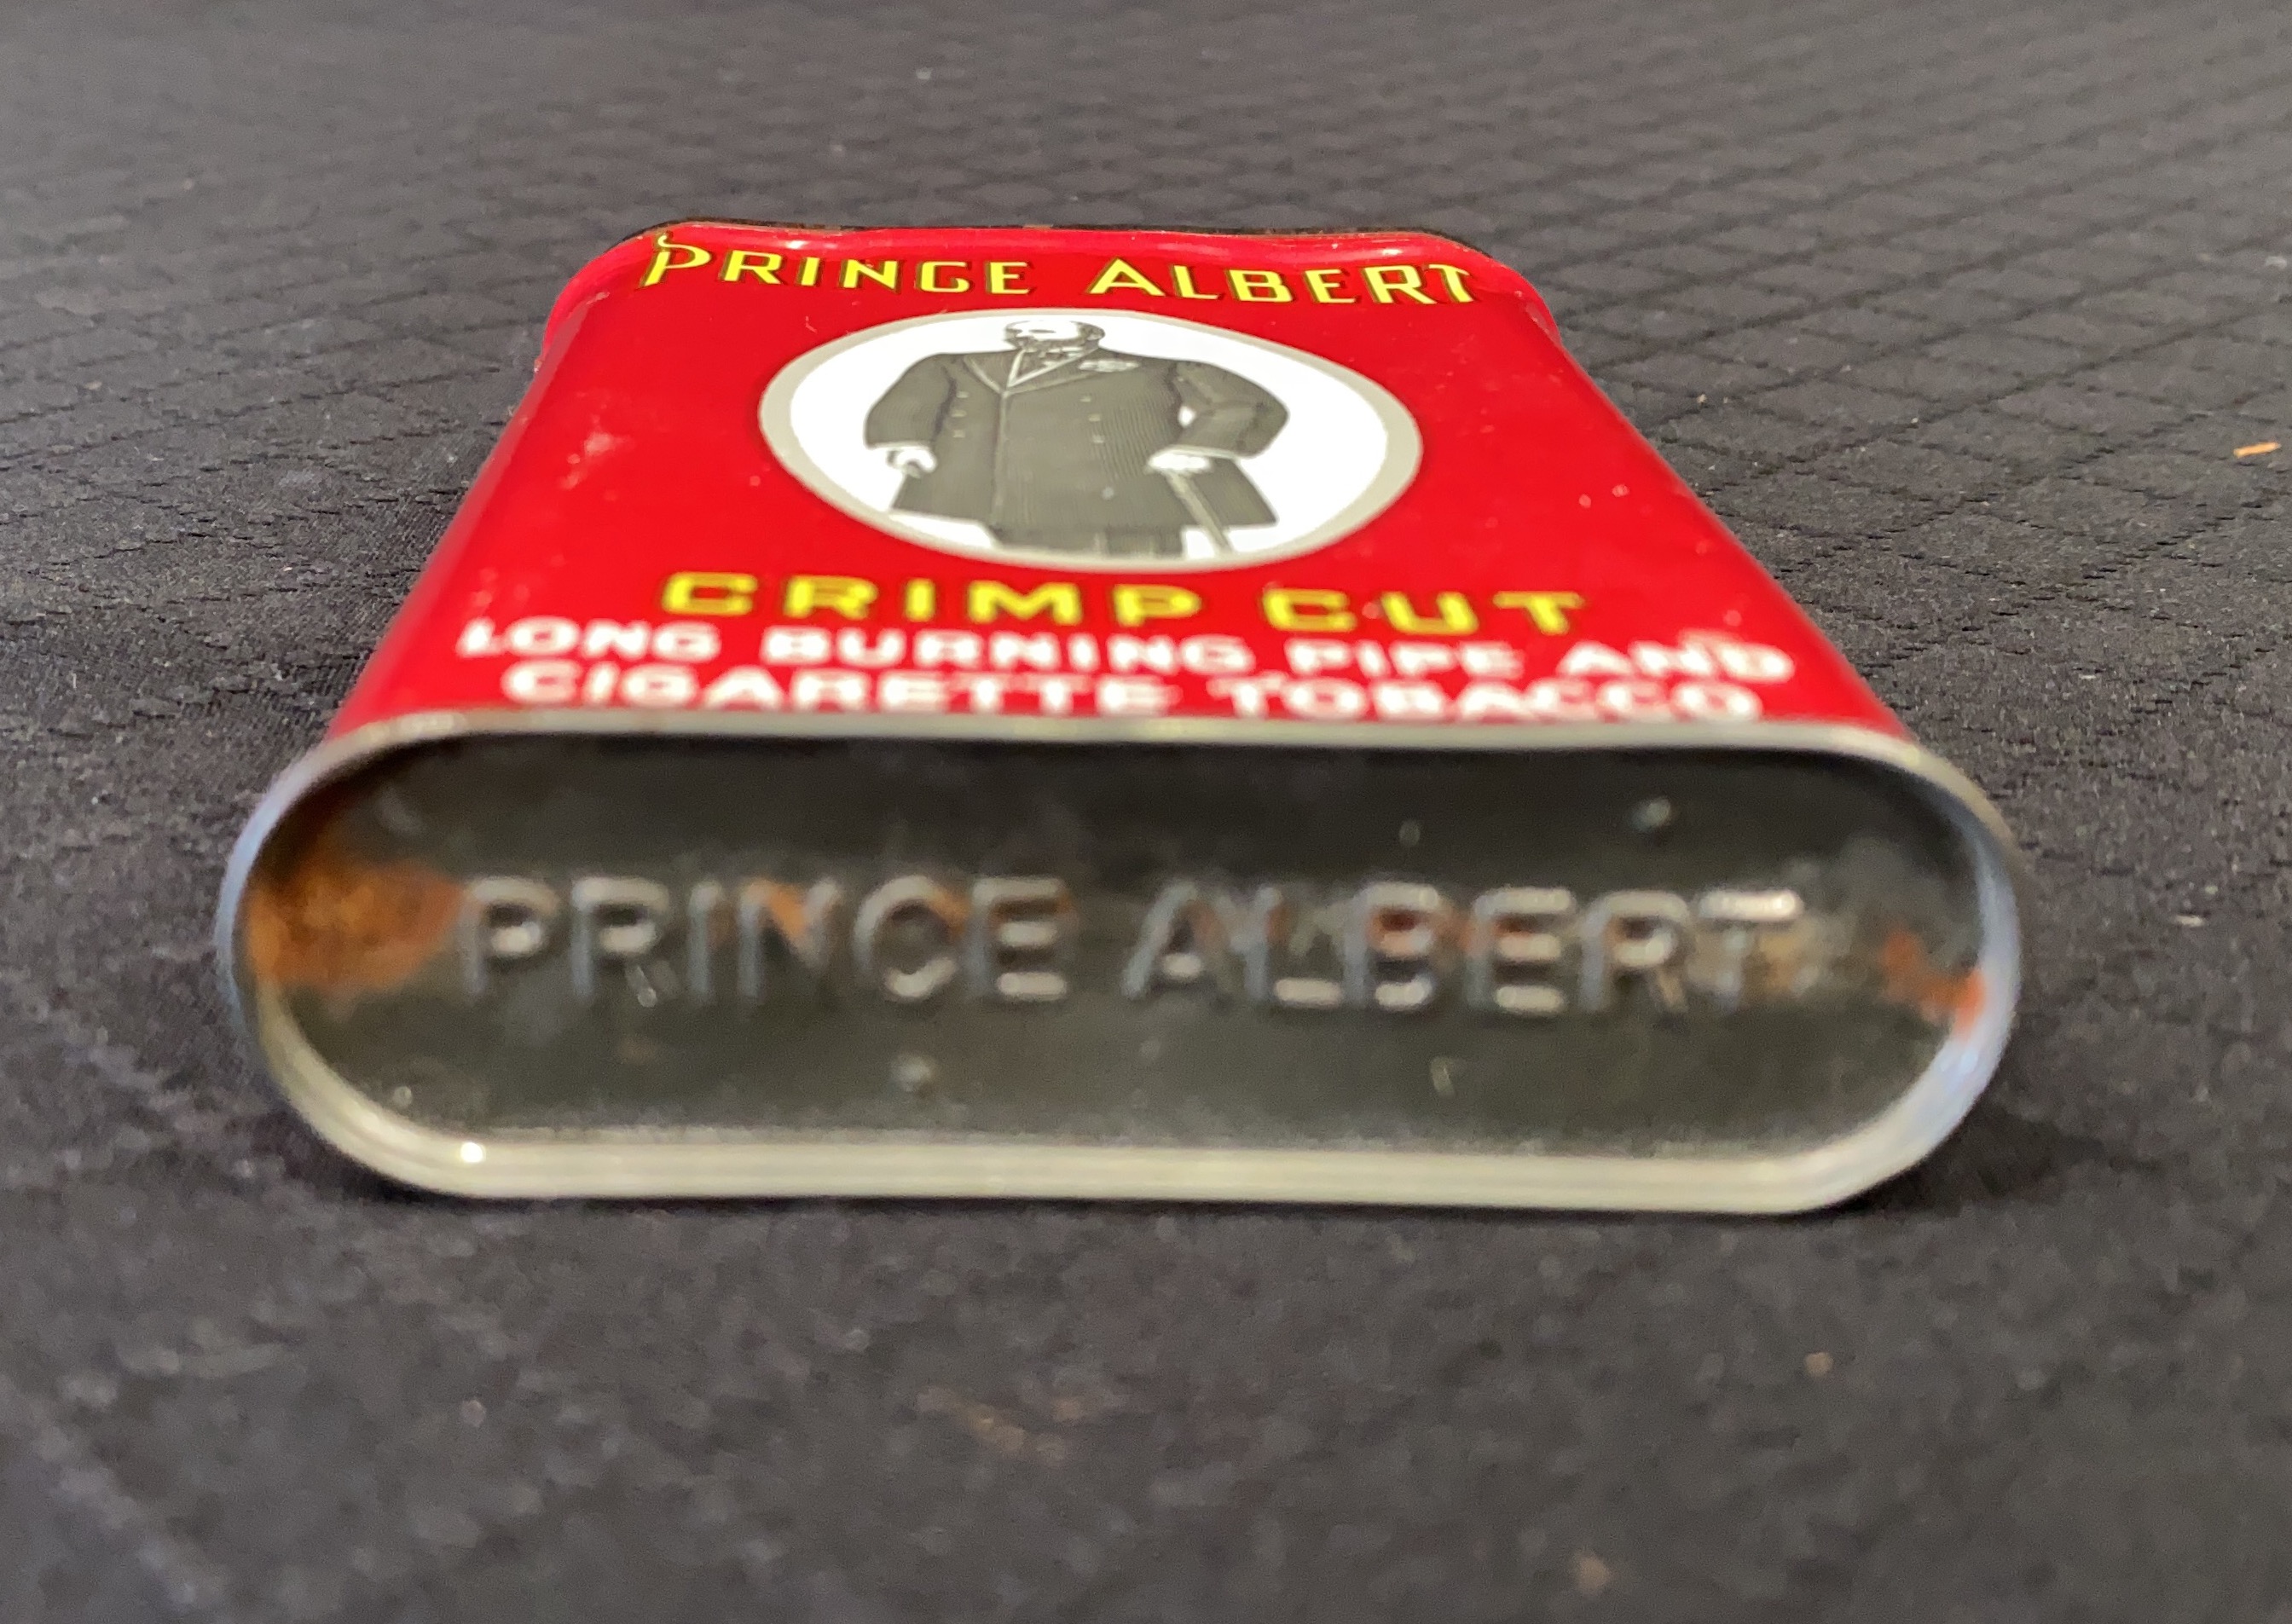 PRINCE ALBERT
CRIMP CUT
LONG BURNING PIPE AND
CIGARETTE TOBACCO
PRINCE ALBERT